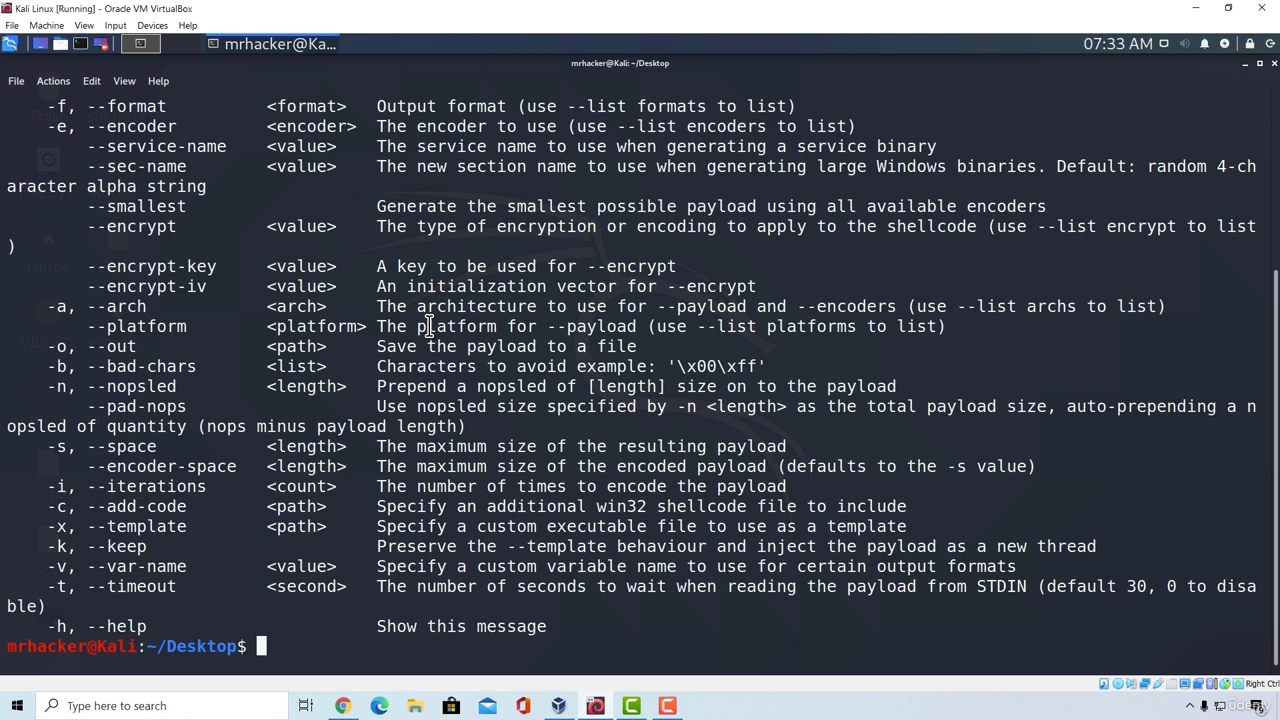 Kali Linux [Running] - Oracle VM VirtualBox
File Machine View Input Devices Help
mrhacker@Ka... 07:33 AM
mrhacker@Kali:~/Desktop
File Actions Edit View Help
-f, --format <format> Output format (use --list formats to list)
-e, --encoder <encoder> The encoder to use (use --list encoders to list)
--service-name <value> The service name to use when generating a service binary
--sec-name <value> The new section name to use when generating large Windows binaries. Default: random 4-ch
aracter alpha string
--smallest Generate the smallest possible payload using all available encoders
--encrypt <value> The type of encryption or encoding to apply to the shellcode (use --list encrypt to list
)
--encrypt-key <value> A key to be used for --encrypt
--encrypt-iv <value> An initialization vector for --encrypt
-a, --arch <arch> The architecture to use for --payload and --encoders (use --list archs to list)
--platform <platform> The platform for --payload (use --list platforms to list)
-o, --out <path> Save the payload to a file
-b, --bad-chars <list> Characters to avoid example: '\x00\xff'
-n, --nopsled <length> Prepend a nopsled of [length] size on to the payload
--pad-nops Use nopsled size specified by -n <length> as the total payload size, auto-prepending a n
opsled of quantity (nops minus payload length)
-s, --space <length> The maximum size of the resulting payload
--encoder-space <length> The maximum size of the encoded payload (defaults to the -s value)
-i, --iterations <count> The number of times to encode the payload
-c, --add-code <path> Specify an additional win32 shellcode file to include
-x, --template <path> Specify a custom executable file to use as a template
-k, --keep Preserve the --template behaviour and inject the payload as a new thread
-v, --var-name <value> Specify a custom variable name to use for certain output formats
-t, --timeout <second> The number of seconds to wait when reading the payload from STDIN (default 30, 0 to disa
ble)
-h, --help Show this message
mrhacker@Kali:~/Desktop$
Right Ctrl
Type here to search